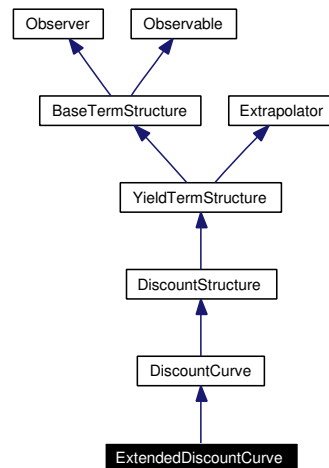 Observer
Observable
BaseTermStructure
Extrapolator
YieldTermStructure
DiscountStructure
DiscountCurve
ExtendedDiscountCurve